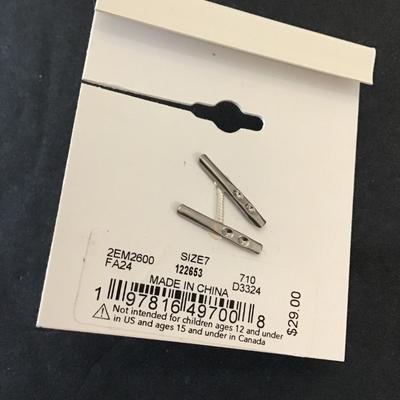 2EM2600 SIZE7 710
FA24 122653 D3324
MADE IN CHINA
1 97816 49700 8
$29.00
Not intended for children ages 12 and under
in US and ages 15 and under in Canada